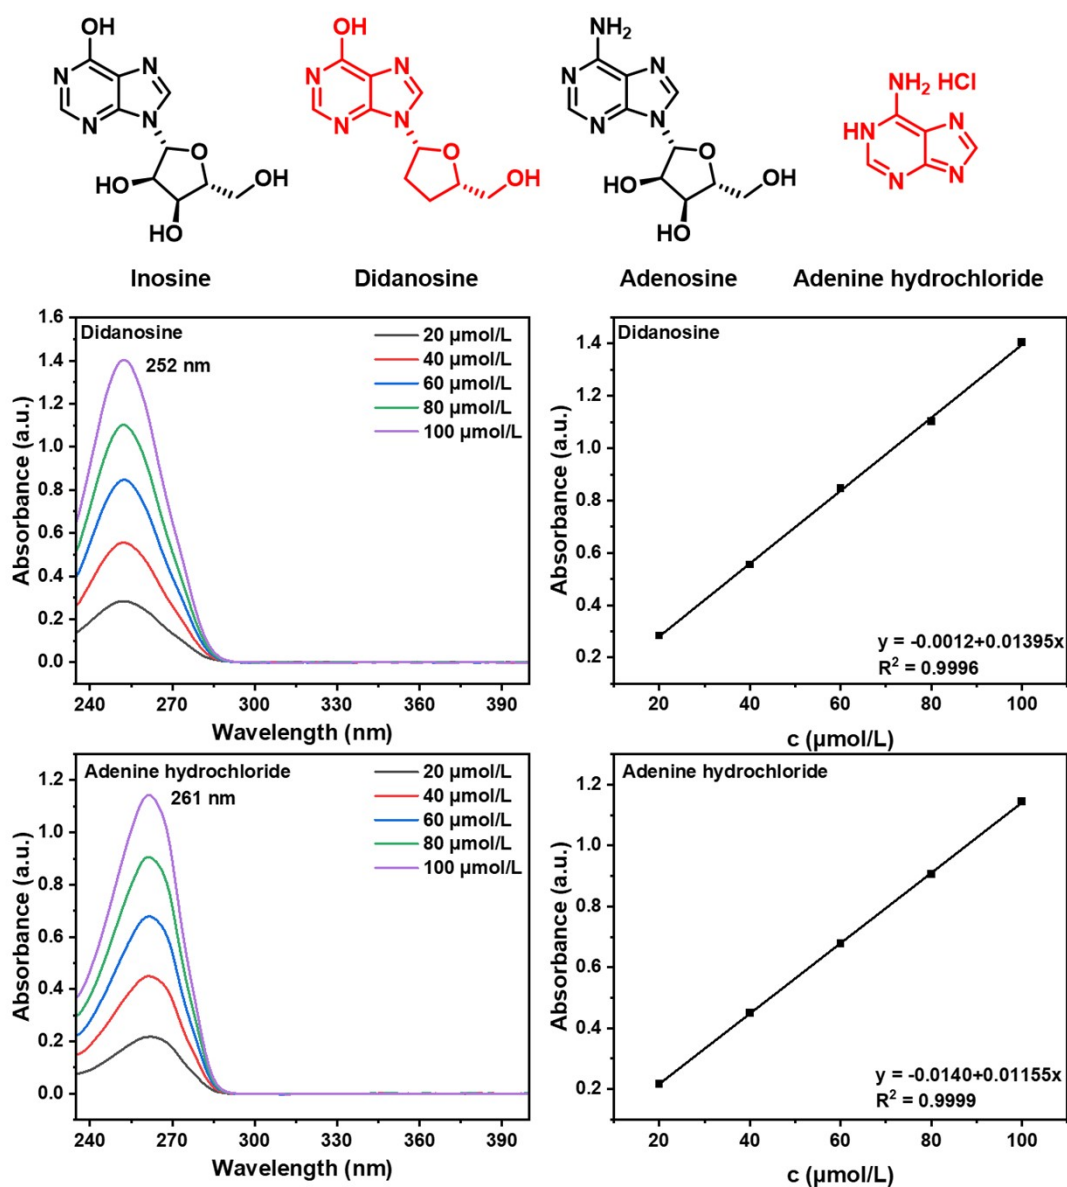 OH
N
N
N
N
O
HO
HO
OH
Inosine
OH
N
N
N
N
O
OH
Didanosine
NH₂
N
N
N
N
O
HO
HO
OH
Adenosine
NH₂ HCl
HN
N
N
N
Adenine hydrochloride
Didanosine
252 nm
20 µmol/L
40 µmol/L
60 µmol/L
80 µmol/L
100 µmol/L
Absorbance (a.u.)
1.6
1.4
1.2
1.0
0.8
0.6
0.4
0.2
0.0
240 270 300 330 360 390
Wavelength (nm)
Didanosine
Absorbance (a.u.)
1.4
1.2
1.0
0.8
0.6
0.4
0.2
y = -0.0012+0.01395x
R² = 0.9996
20 40 60 80 100
c (µmol/L)
Adenine hydrochloride
261 nm
20 µmol/L
40 µmol/L
60 µmol/L
80 µmol/L
100 µmol/L
Absorbance (a.u.)
1.2
1.0
0.8
0.6
0.4
0.2
0.0
240 270 300 330 360 390
Wavelength (nm)
Adenine hydrochloride
Absorbance (a.u.)
1.2
1.0
0.8
0.6
0.4
0.2
y = -0.0140+0.01155x
R² = 0.9999
20 40 60 80 100
c (µmol/L)